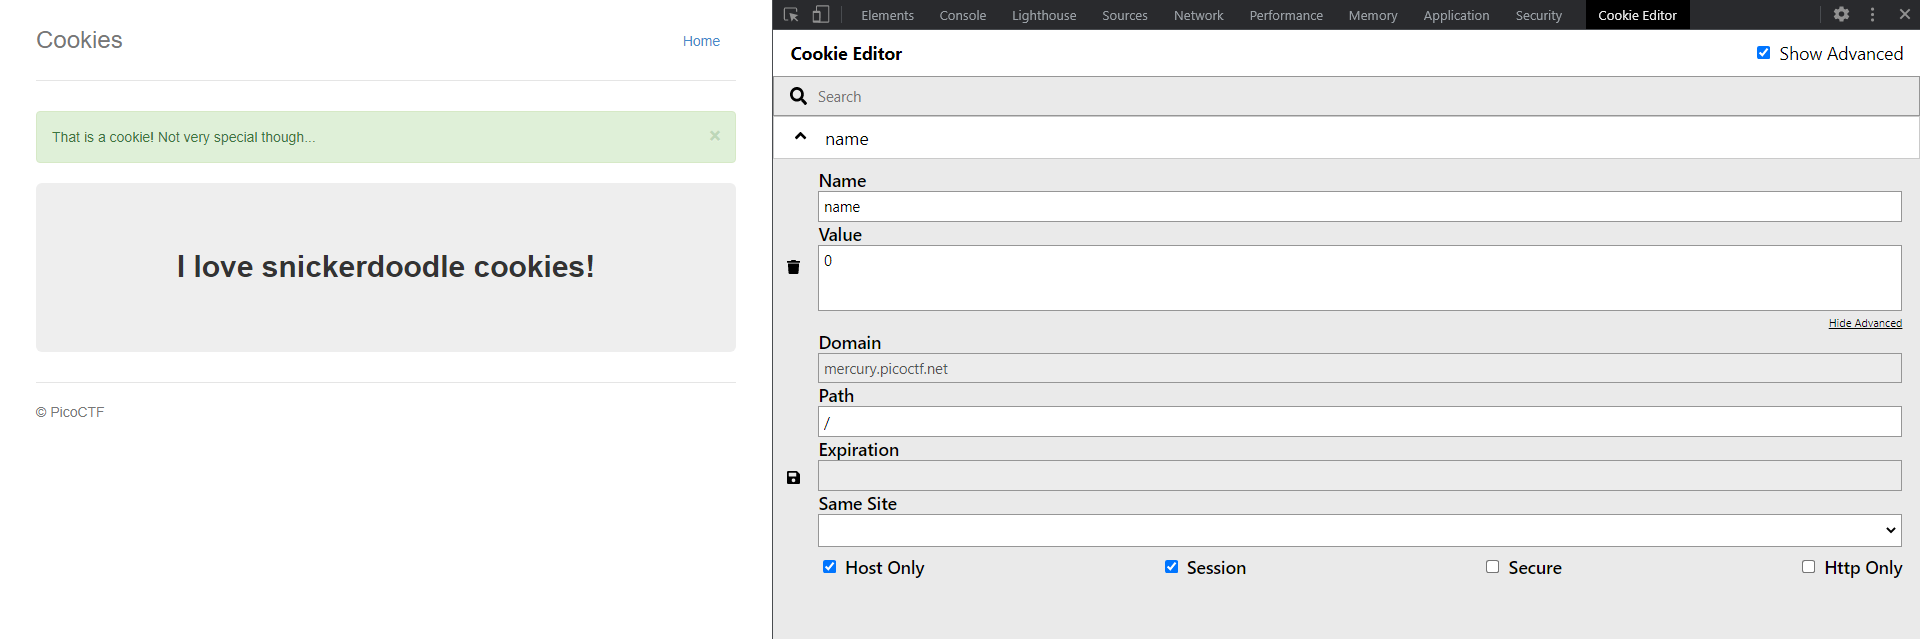 Cookies
Home
That is a cookie! Not very special though...
×
I love snickerdoodle cookies!
© PicoCTF
Elements Console Lighthouse Sources Network Performance Memory Application Security Cookie Editor
Cookie Editor
Show Advanced
Search
name
Name
name
Value
0
Hide Advanced
Domain
mercury.picoctf.net
Path
/
Expiration
Same Site
Host Only Session Secure Http Only